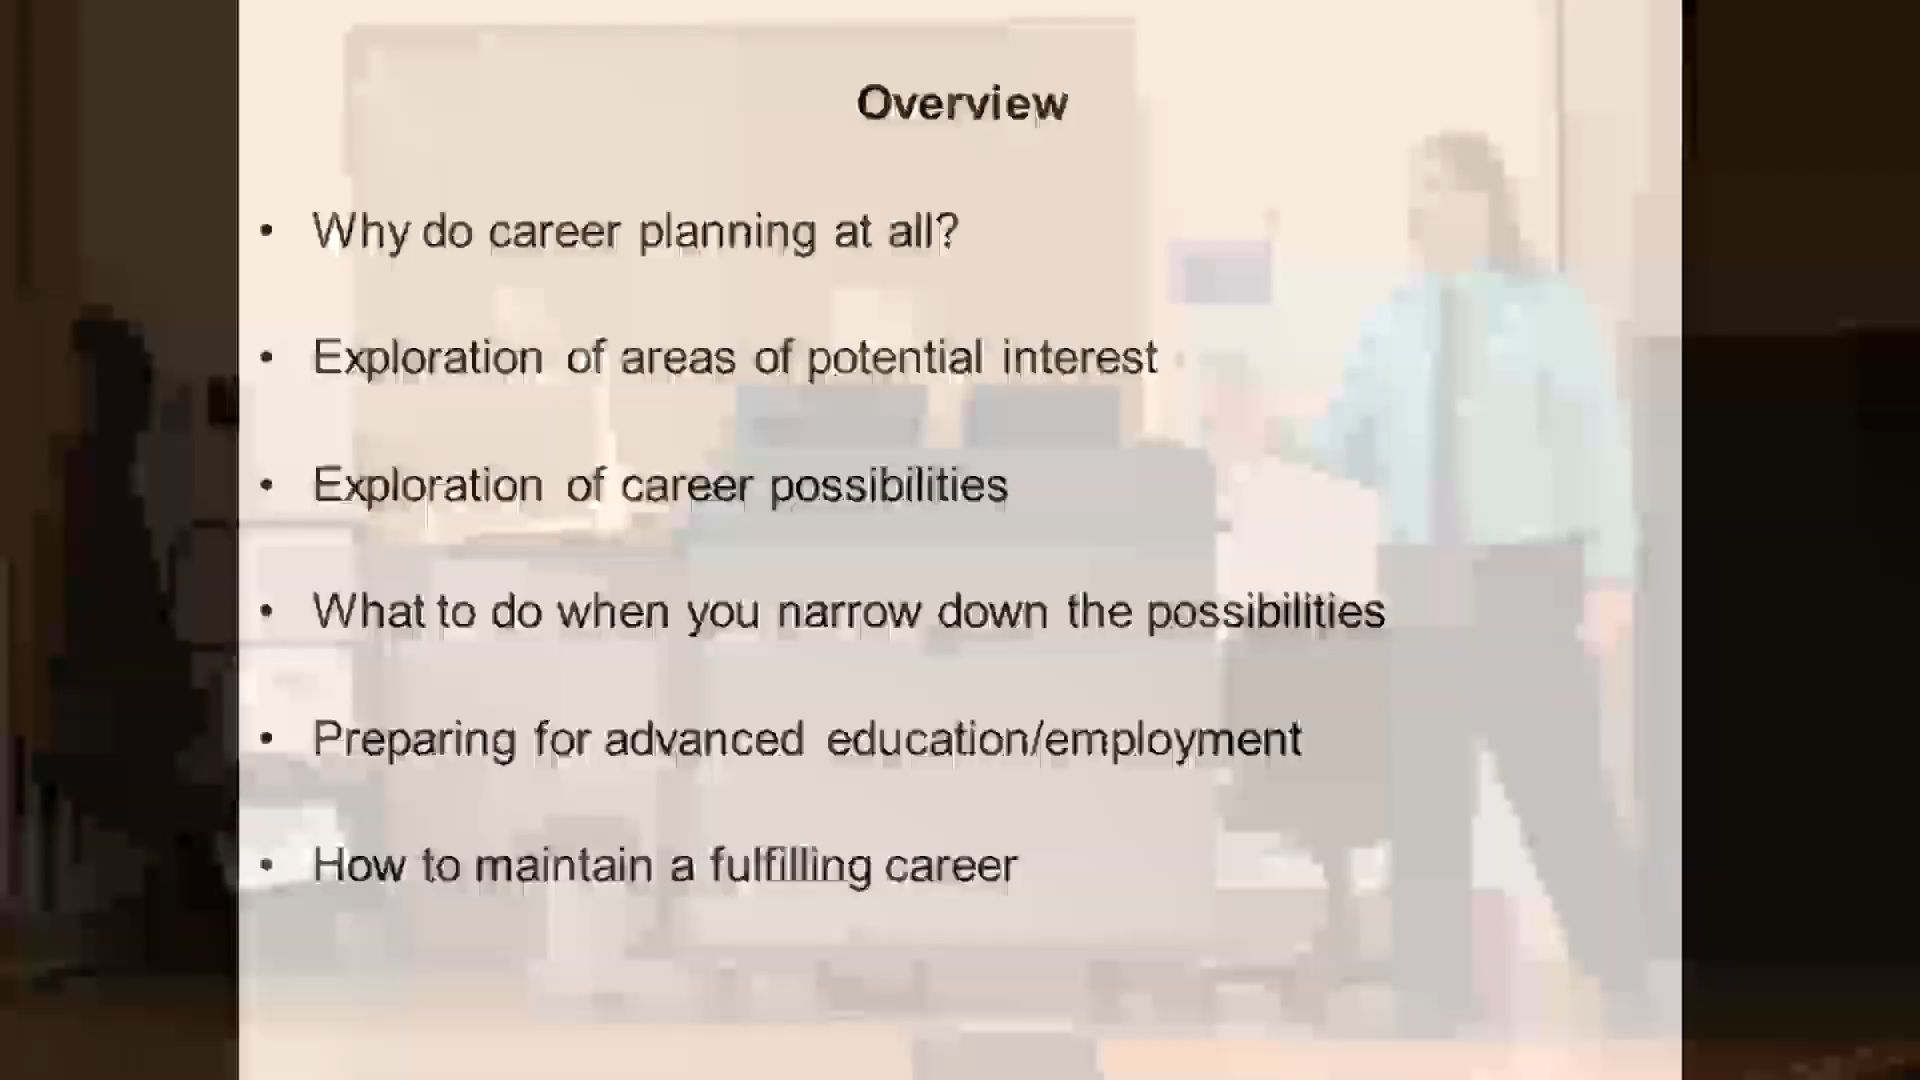 Overview
• Why do career planning at all?
• Exploration of areas of potential interest
• Exploration of career possibilities
• What to do when you narrow down the possibilities
• Preparing for advanced education/employment
• How to maintain a fulfilling career